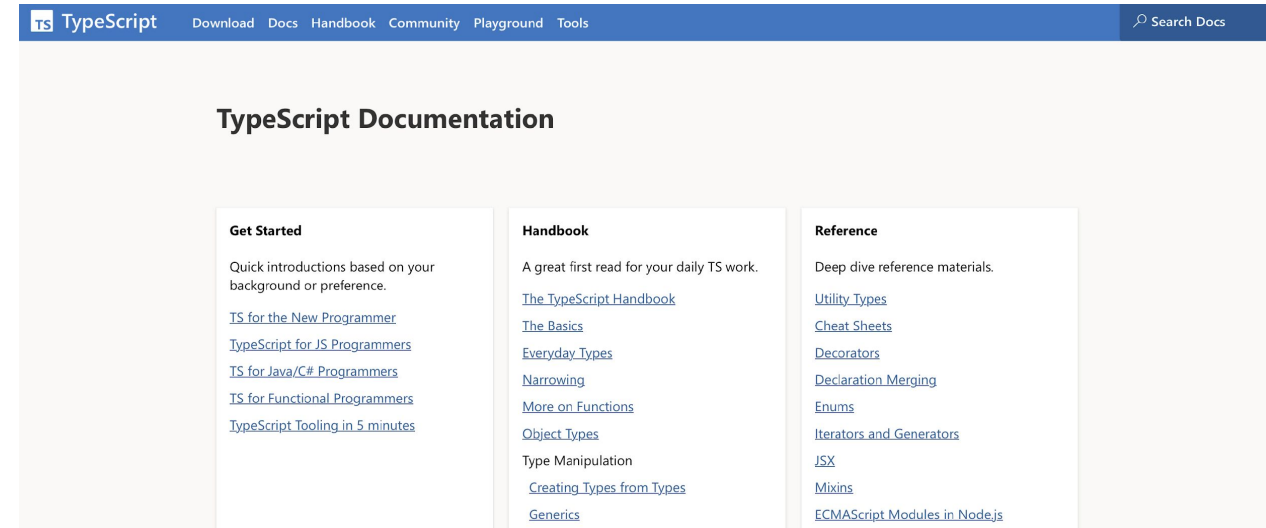 TS TypeScript Download Docs Handbook Community Playground Tools Search Docs
TypeScript Documentation
Get Started
Quick introductions based on your
background or preference.
TS for the New Programmer
TypeScript for JS Programmers
TS for Java/C# Programmers
TS for Functional Programmers
TypeScript Tooling in 5 minutes
Handbook
A great first read for your daily TS work.
The TypeScript Handbook
The Basics
Everyday Types
Narrowing
More on Functions
Object Types
Type Manipulation
Creating Types from Types
Generics
Reference
Deep dive reference materials.
Utility Types
Cheat Sheets
Decorators
Declaration Merging
Enums
Iterators and Generators
JSX
Mixins
ECMAScript Modules in Node.js